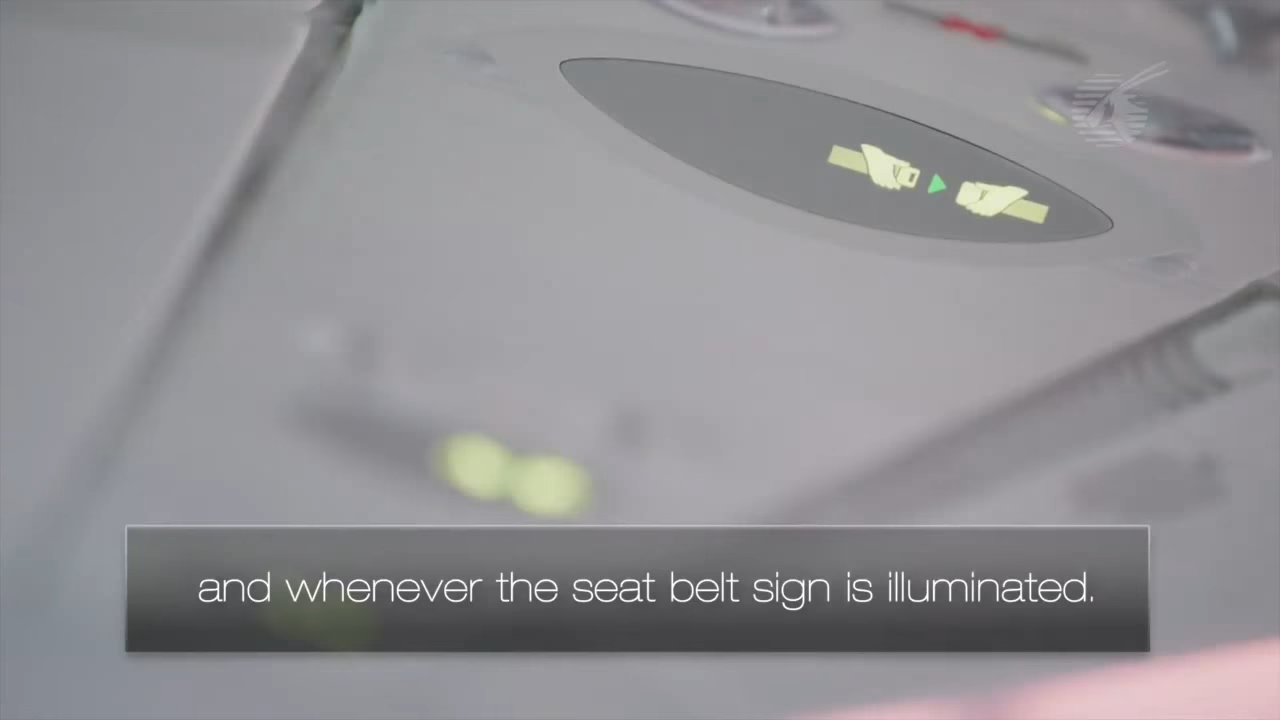 and whenever the seat belt sign is illuminated.